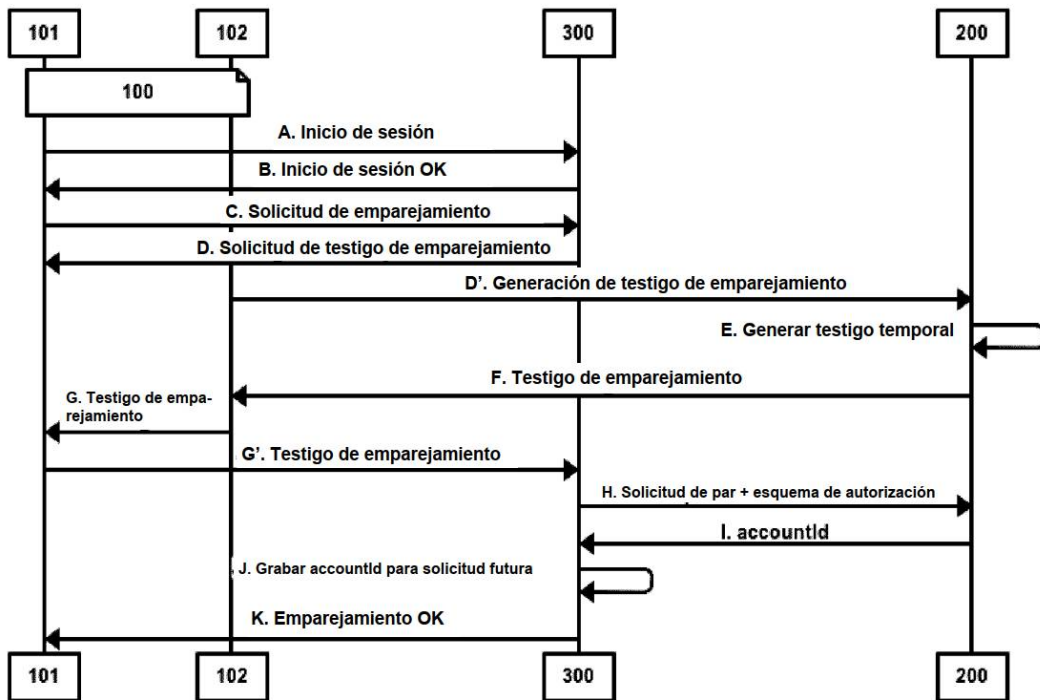 101 102 300 200
100
A. Inicio de sesión
B. Inicio de sesión OK
C. Solicitud de emparejamiento
D. Solicitud de testigo de emparejamiento
D'. Generación de testigo de emparejamiento
E. Generar testigo temporal
F. Testigo de emparejamiento
G. Testigo de empa-
rejamiento
G'. Testigo de emparejamiento
H. Solicitud de par + esquema de autorización
I. accountId
J. Grabar accountId para solicitud futura
K. Emparejamiento OK
101 102 300 200